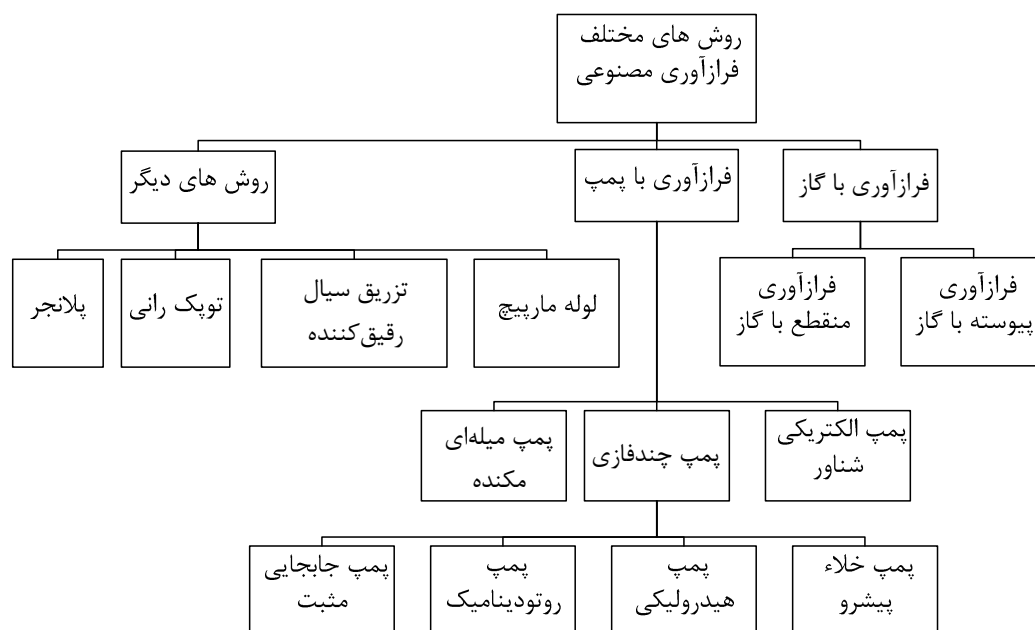 روش های مختلف
فرازآوری مصنوعی
فرازآوری با گاز
فرازآوری با پمپ
روش های دیگر
فرازآوری
پیوسته با گاز
فرازآوری
منقطع با گاز
لوله مارپیچ
تزریق سیال
رقیق‌کننده
توپک رانی
پلانجر
پمپ الکتریکی
شناور
پمپ چندفازی
پمپ میله‌ای
مکنده
پمپ خلاء
پیشرو
پمپ
هیدرولیکی
پمپ
روتودینامیک
پمپ جابجایی
مثبت